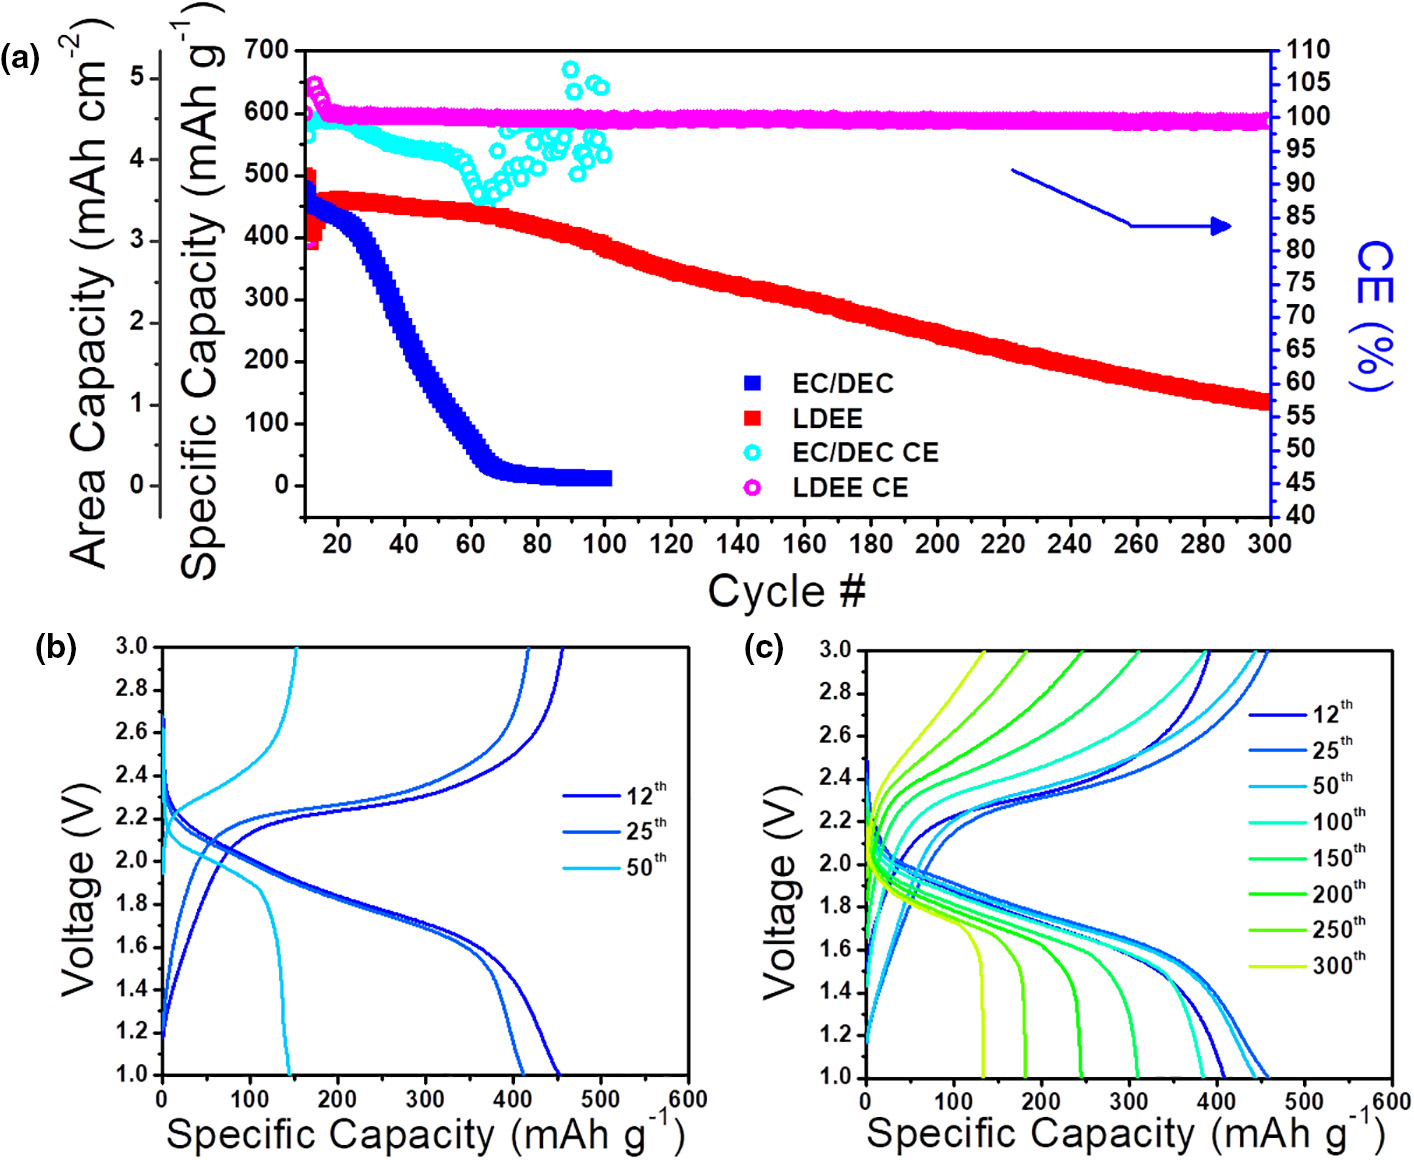 (a)
Area Capacity (mAh cm-2)
5
4
3
2
1
0
Specific Capacity (mAh g-1)
700
600
500
400
300
200
100
0
110
105
100
95
90
85
80
75
70
65
60
55
50
45
40
CE (%)
EC/DEC
LDEE
EC/DEC CE
LDEE CE
20 40 60 80 100 120 140 160 180 200 220 240 260 280 300
Cycle #
(b)
Voltage (V)
3.0
2.8
2.6
2.4
2.2
2.0
1.8
1.6
1.4
1.2
1.0
12th
25th
50th
0 100 200 300 400 500 600
Specific Capacity (mAh g-1)
(c)
Voltage (V)
3.0
2.8
2.6
2.4
2.2
2.0
1.8
1.6
1.4
1.2
1.0
12th
25th
50th
100th
150th
200th
250th
300th
0 100 200 300 400 500 600
Specific Capacity (mAh g-1)